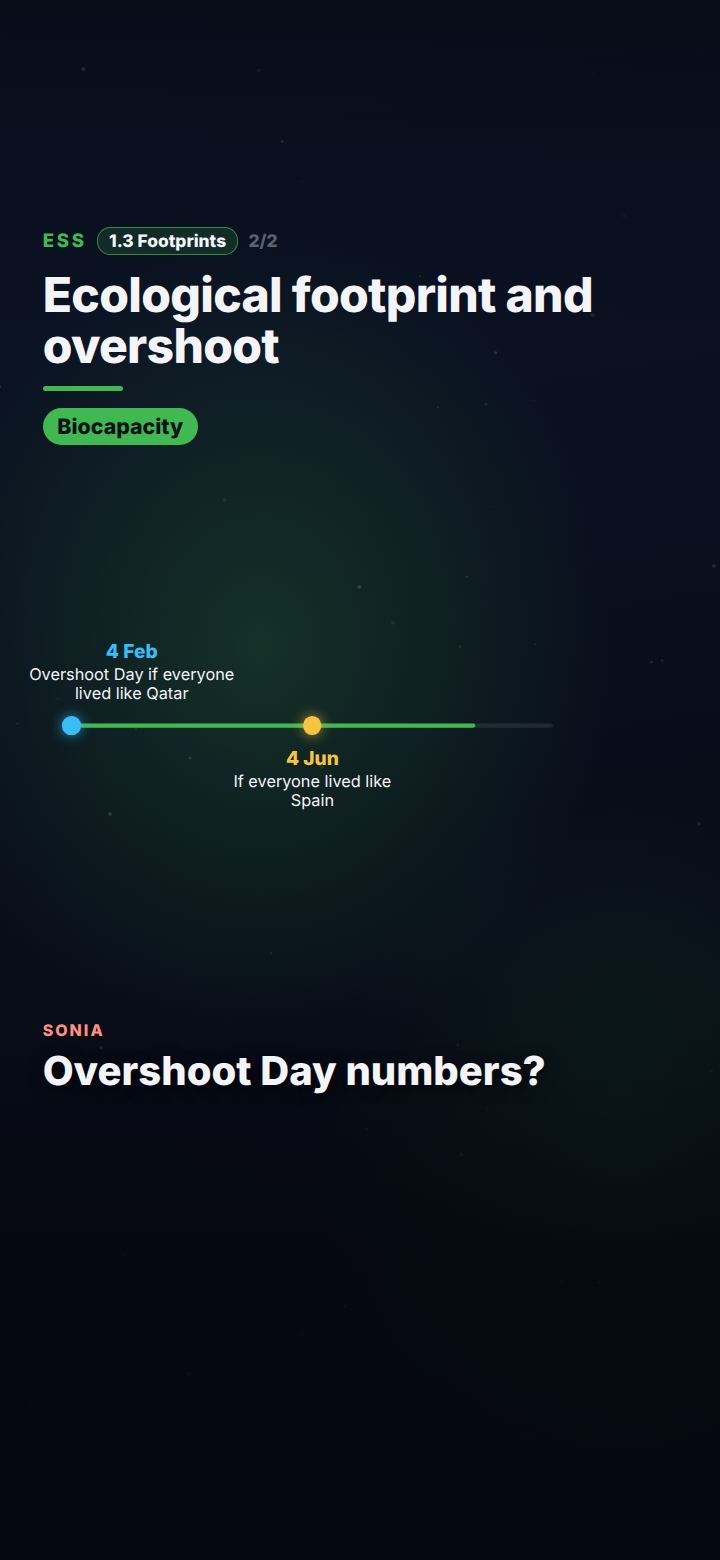 ESS 1.3 Footprints 2/2
Ecological footprint and
overshoot
Biocapacity
4 Feb
Overshoot Day if everyone
lived like Qatar
4 Jun
If everyone lived like
Spain
SONIA
Overshoot Day numbers?